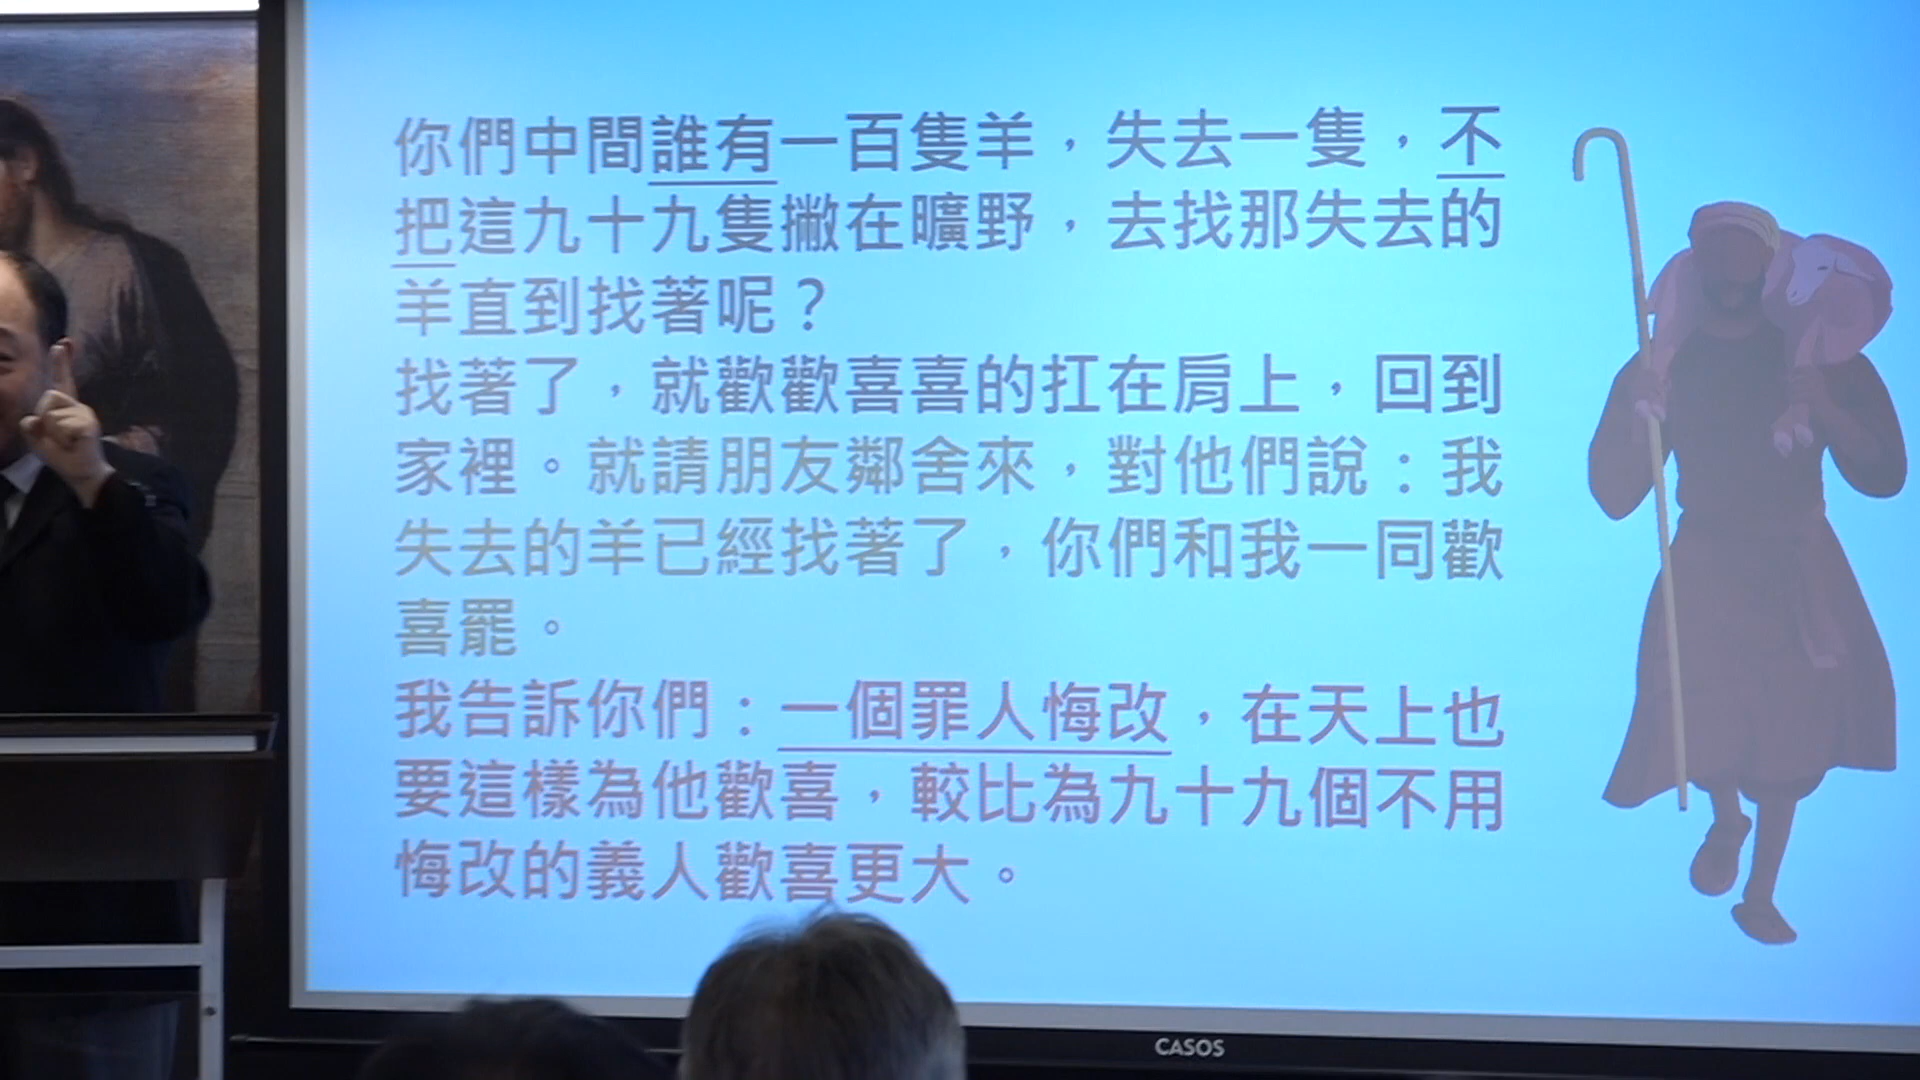 你們中間誰有一百隻羊，失去一隻，不
把這九十九隻撇在曠野，去找那失去的
羊直到找著呢？
找著了，就歡歡喜喜的扛在肩上，回到
家裡。就請朋友鄰舍來，對他們說：我
失去的羊已經找著了，你們和我一同歡
喜罷。
我告訴你們：一個罪人悔改，在天上也
要這樣為他歡喜，較比為九十九個不用
悔改的義人歡喜更大。
CASOS